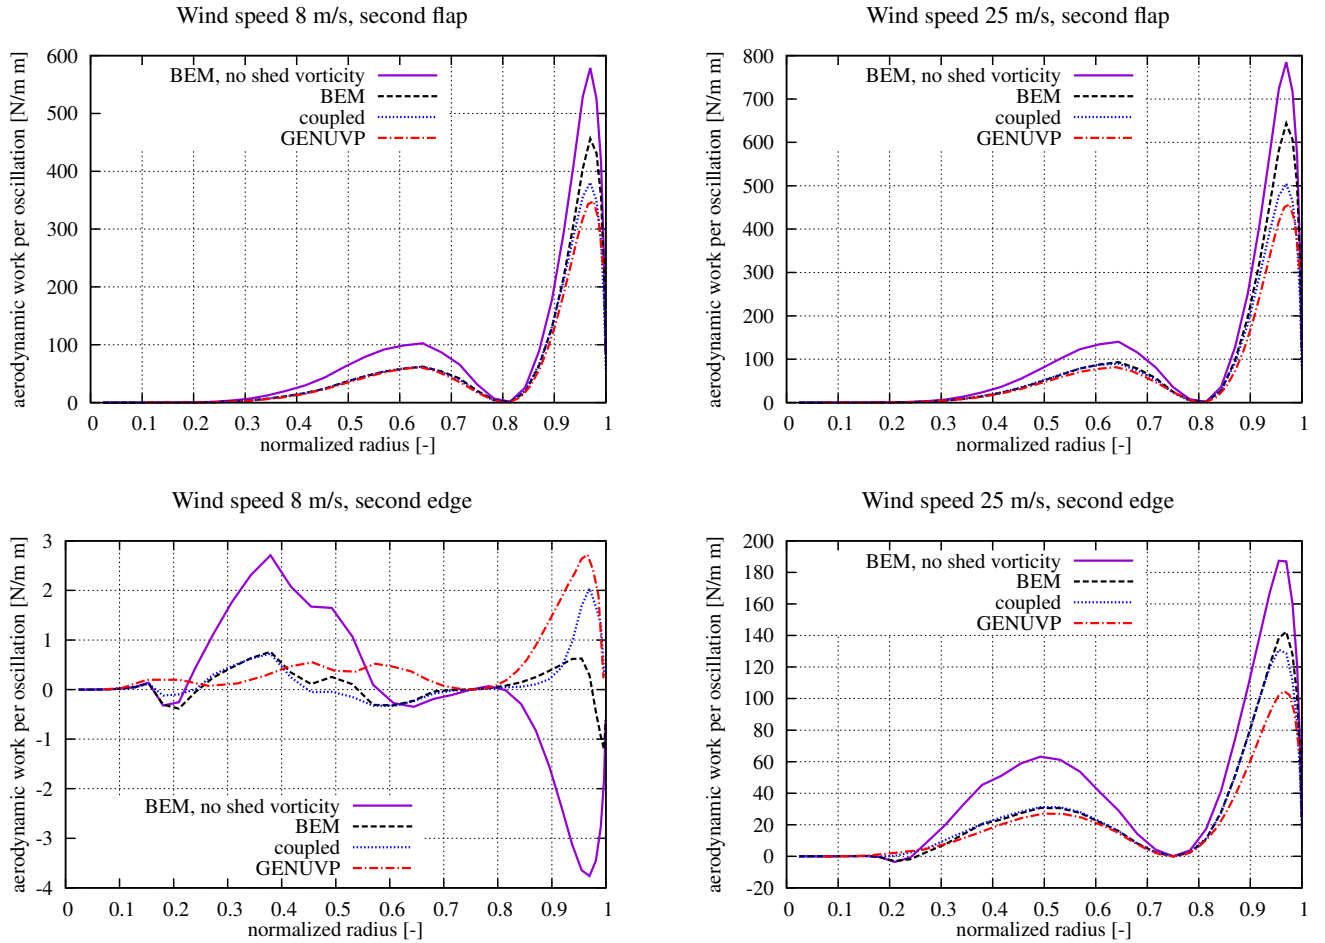 Wind speed 8 m/s, second flap
aerodynamic work per oscillation [N/m m]
600
500
400
300
200
100
0
BEM, no shed vorticity
BEM
coupled
GENUVP
0 0.1 0.2 0.3 0.4 0.5 0.6 0.7 0.8 0.9 1
normalized radius [-]
Wind speed 25 m/s, second flap
aerodynamic work per oscillation [N/m m]
800
700
600
500
400
300
200
100
0
BEM, no shed vorticity
BEM
coupled
GENUVP
0 0.1 0.2 0.3 0.4 0.5 0.6 0.7 0.8 0.9 1
normalized radius [-]
Wind speed 8 m/s, second edge
aerodynamic work per oscillation [N/m m]
3
2
1
0
-1
-2
-3
-4
BEM, no shed vorticity
BEM
coupled
GENUVP
0 0.1 0.2 0.3 0.4 0.5 0.6 0.7 0.8 0.9 1
normalized radius [-]
Wind speed 25 m/s, second edge
aerodynamic work per oscillation [N/m m]
200
180
160
140
120
100
80
60
40
20
0
-20
BEM, no shed vorticity
BEM
coupled
GENUVP
0 0.1 0.2 0.3 0.4 0.5 0.6 0.7 0.8 0.9 1
normalized radius [-]